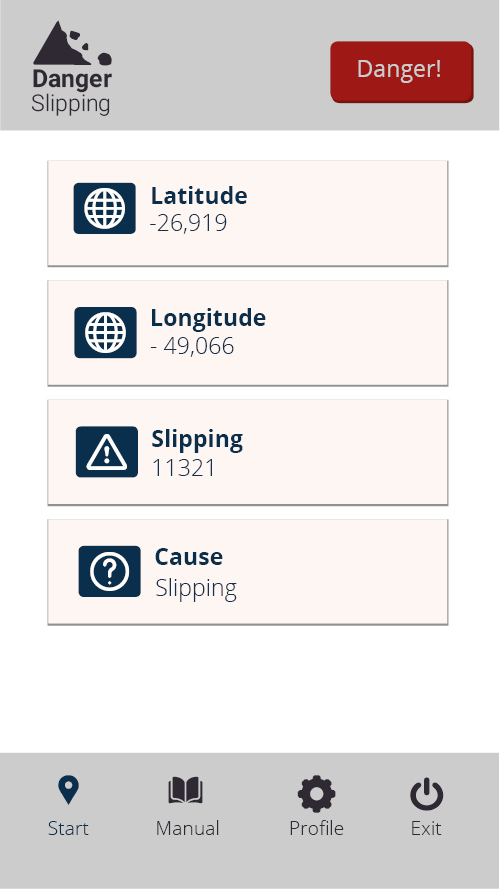 Danger
Slipping
Danger!
Latitude
-26,919
Longitude
- 49,066
Slipping
11321
Cause
Slipping
Start
Manual
Profile
Exit